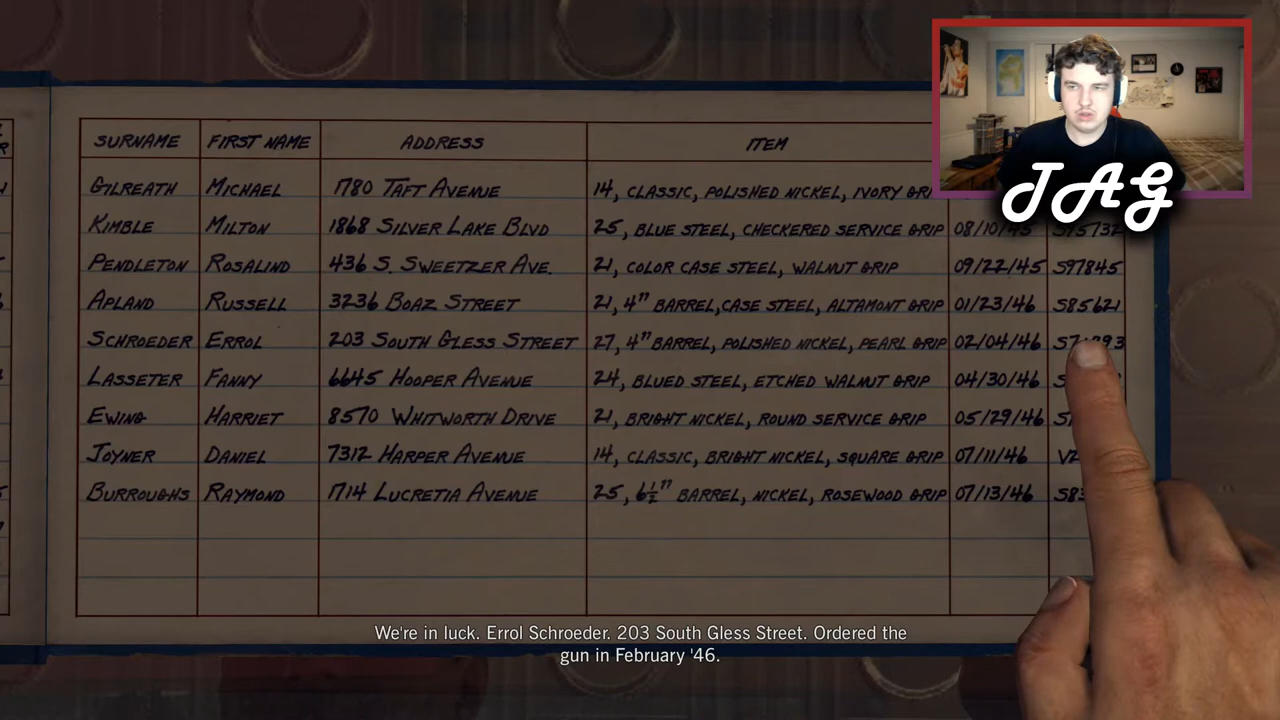 SURNAME FIRST NAME ADDRESS ITEM
GILREATH MICHAEL 1780 TAFT AVENUE 14, CLASSIC, POLISHED NICKEL, IVORY
KIMBLE MILTON 1868 SILVER LAKE BLVD 25, BLUE STEEL, CHECKERED SERVICE GRIP 08/10/45 S95732
PENDLETON ROSALIND 436 S. SWEETZER AVE. 21, COLOR CASE STEEL, WALNUT GRIP 09/22/45 S97845
APLAND RUSSELL 3236 BOAZ STREET 21, 4" BARREL, CASE STEEL, ALTAMONT GRIP 01/23/46 S85621
SCHROEDER ERROL 203 SOUTH GLESS STREET 27, 4" BARREL, POLISHED NICKEL, PEARL GRIP 02/04/46
LASSETER FANNY 6645 HOOPER AVENUE 24, BLUED STEEL, ETCHED WALNUT GRIP 04/30/46
EWING HARRIET 8570 WHITWORTH DRIVE 21, BRIGHT NICKEL, ROUND SERVICE GRIP 05/29/46
JOYNER DANIEL 7312 HARPER AVENUE 14, CLASSIC, BRIGHT NICKEL, SQUARE GRIP 07/11/46
BURROUGHS RAYMOND 1714 LUCRETIA AVENUE 25, 6½" BARREL, NICKEL, ROSEWOOD GRIP 07/13/46
JAG
We're in luck. Errol Schroeder. 203 South Gless Street. Ordered the
gun in February '46.